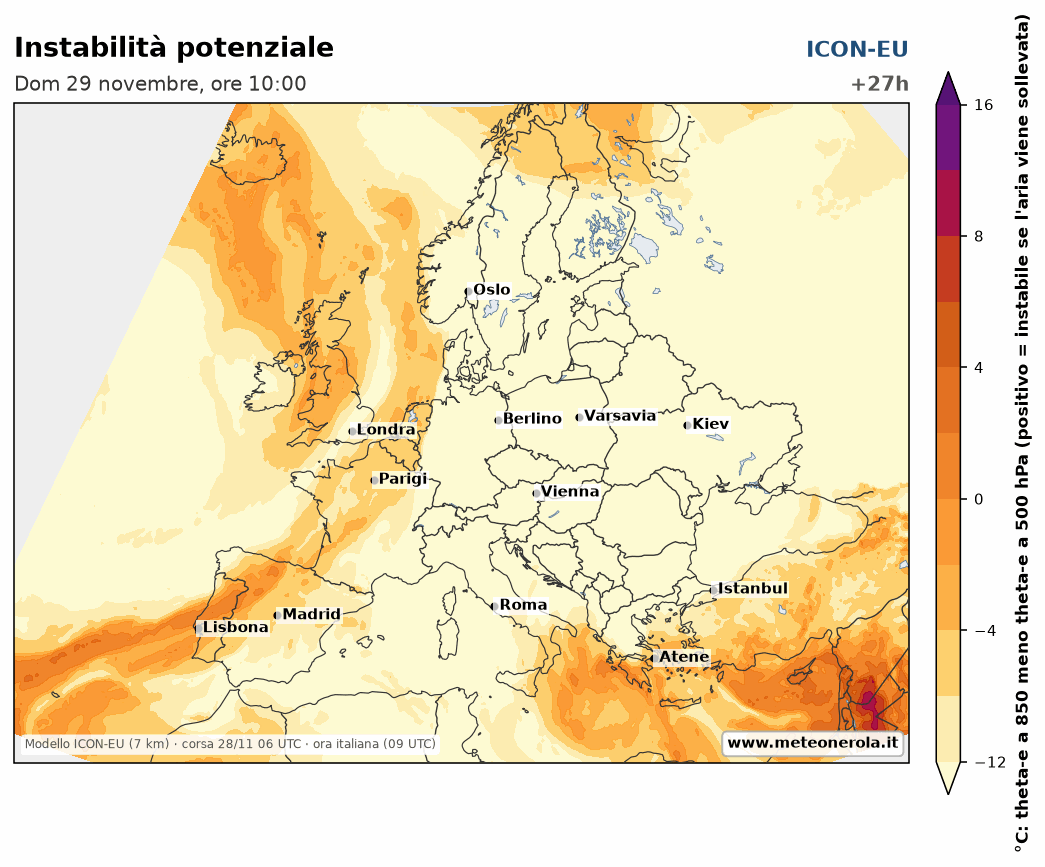 Instabilità potenziale
ICON-EU
Dom 29 novembre, ore 10:00
+27h
Oslo
Berlino
Varsavia
Kiev
Londra
Parigi
Vienna
Istanbul
Roma
Madrid
Lisbona
Atene
Modello ICON-EU (7 km) · corsa 28/11 06 UTC · ora italiana (09 UTC)
www.meteonerola.it
16
8
4
0
−4
−12
°C: theta-e a 850 meno theta-e a 500 hPa (positivo = instabile se l'aria viene sollevata)